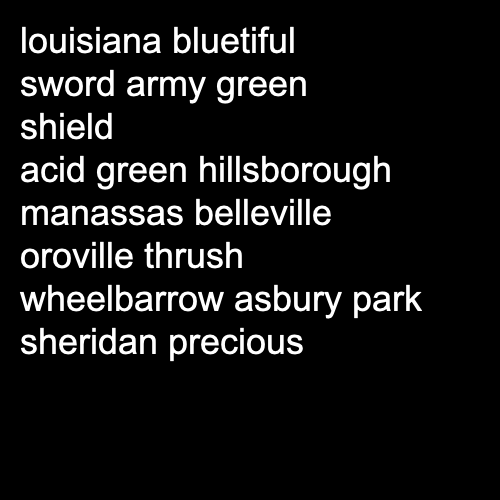 louisiana bluetiful
sword army green
shield
acid green hillsborough
manassas belleville
oroville thrush
wheelbarrow asbury park
sheridan precious